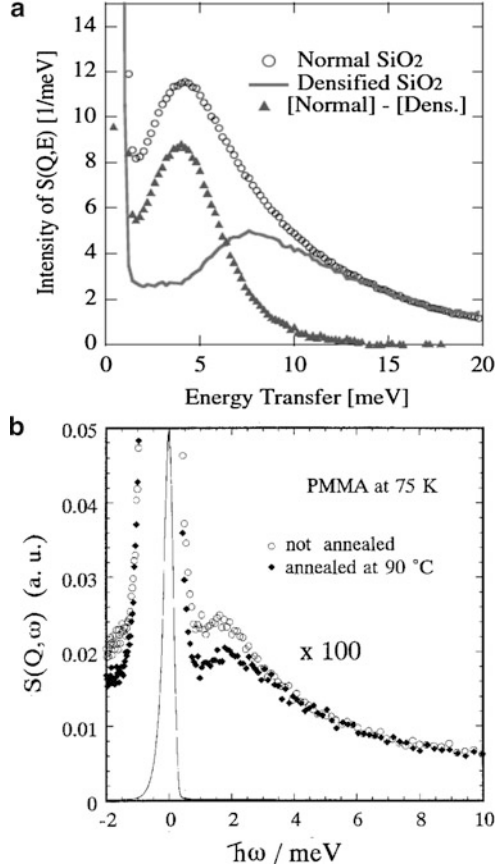 a
14
12
10
8
6
4
2
0
Intensity of S(Q,E) [1/meV]
Normal SiO2
Densified SiO2
[Normal] - [Dens.]
0 5 10 15 20
Energy Transfer [meV]
b
0.05
0.04
0.03
0.02
0.01
0
S(Q,ω) (a. u.)
PMMA at 75 K
not annealed
annealed at 90 °C
x 100
-2 0 2 4 6 8 10
ħω / meV